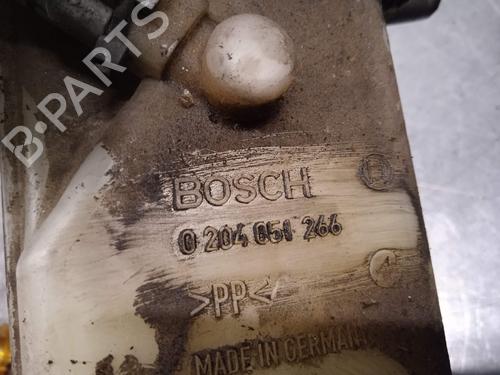 B-PARTS
BOSCH
0 204 051 266
>PP<
MADE IN GERMANY